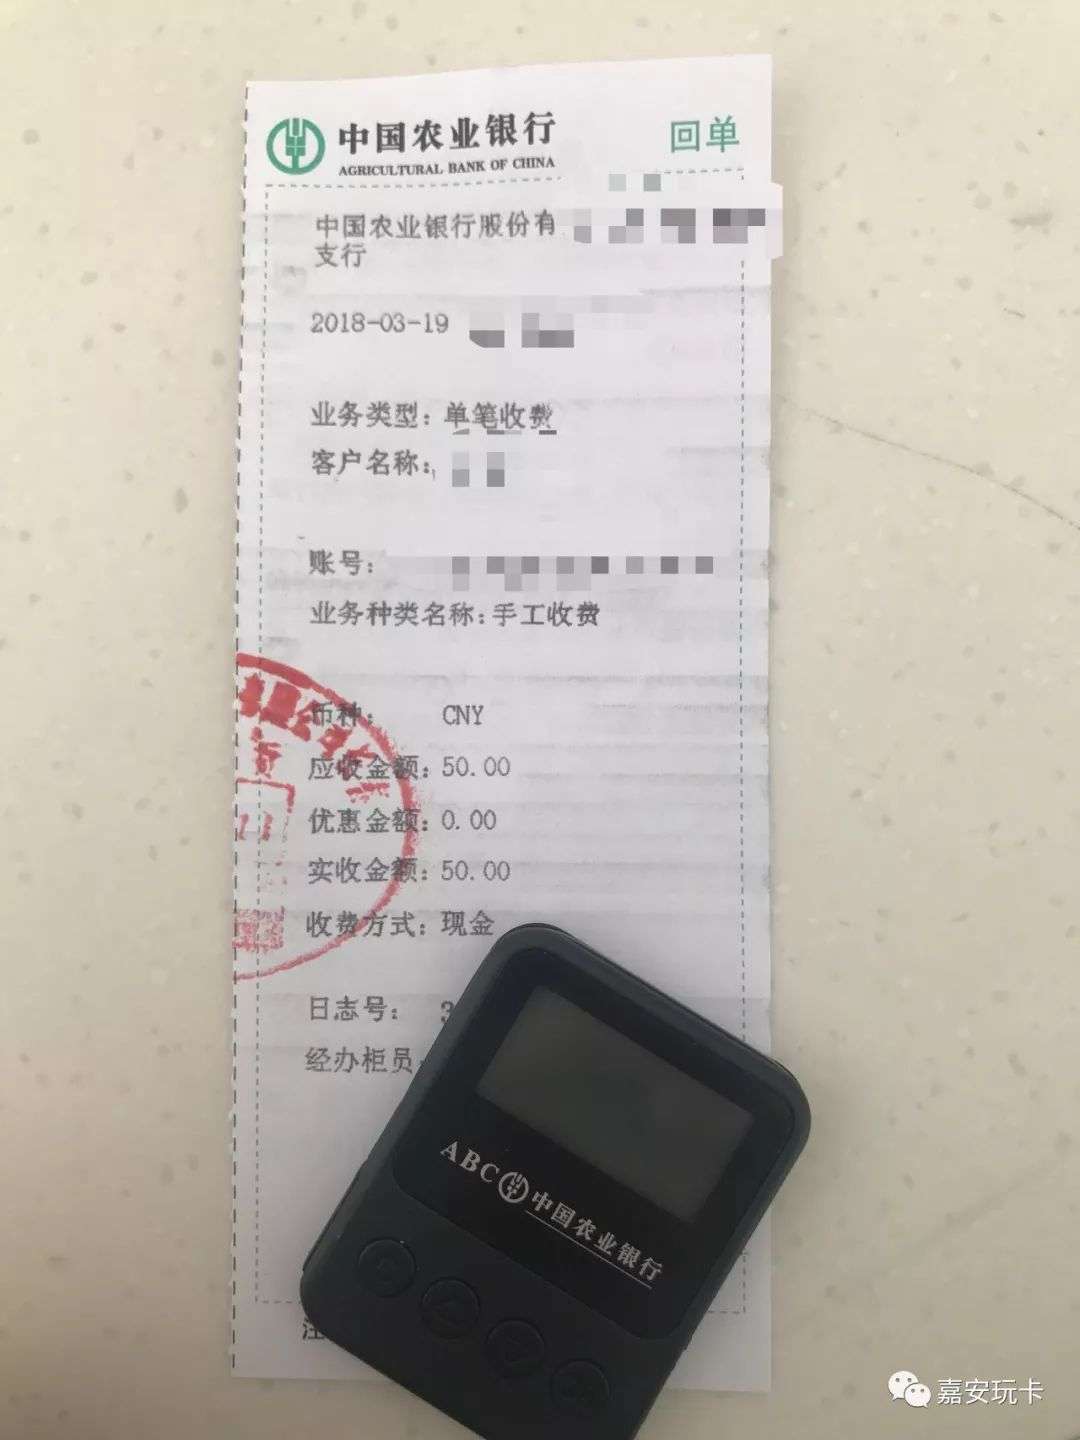 中国农业银行
AGRICULTURAL BANK OF CHINA
回单
中国农业银行股份有
支行
2018-03-19
业务类型：单笔收费
客户名称：
账号：
业务种类名称：手工收费
币种： CNY
应收金额：50.00
优惠金额：0.00
实收金额：50.00
收费方式：现金
日志号： 3
经办柜员
注
ABC 中国农业银行
嘉安玩卡